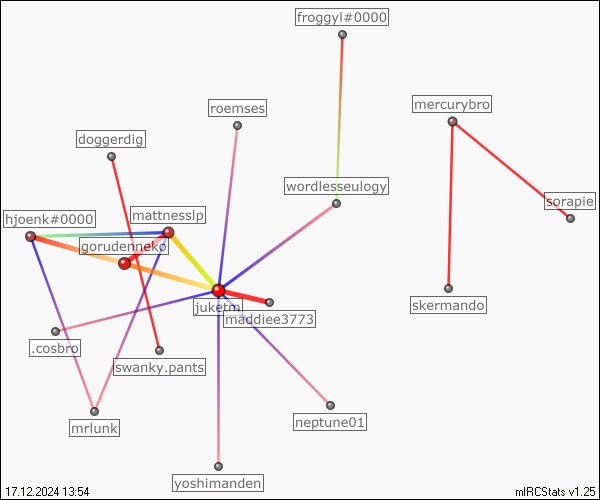 froggyl#0000
mercurybro
roemses
doggerdig
wordlesseulogy
sorapie
hjoenk#0000
mattnesslp
gorudenneko
skermando
juketm
maddiee3773
.cosbro
swanky.pants
mrlunk
neptune01
yoshimanden
17.12.2024 13:54
mIRCStats v1.25